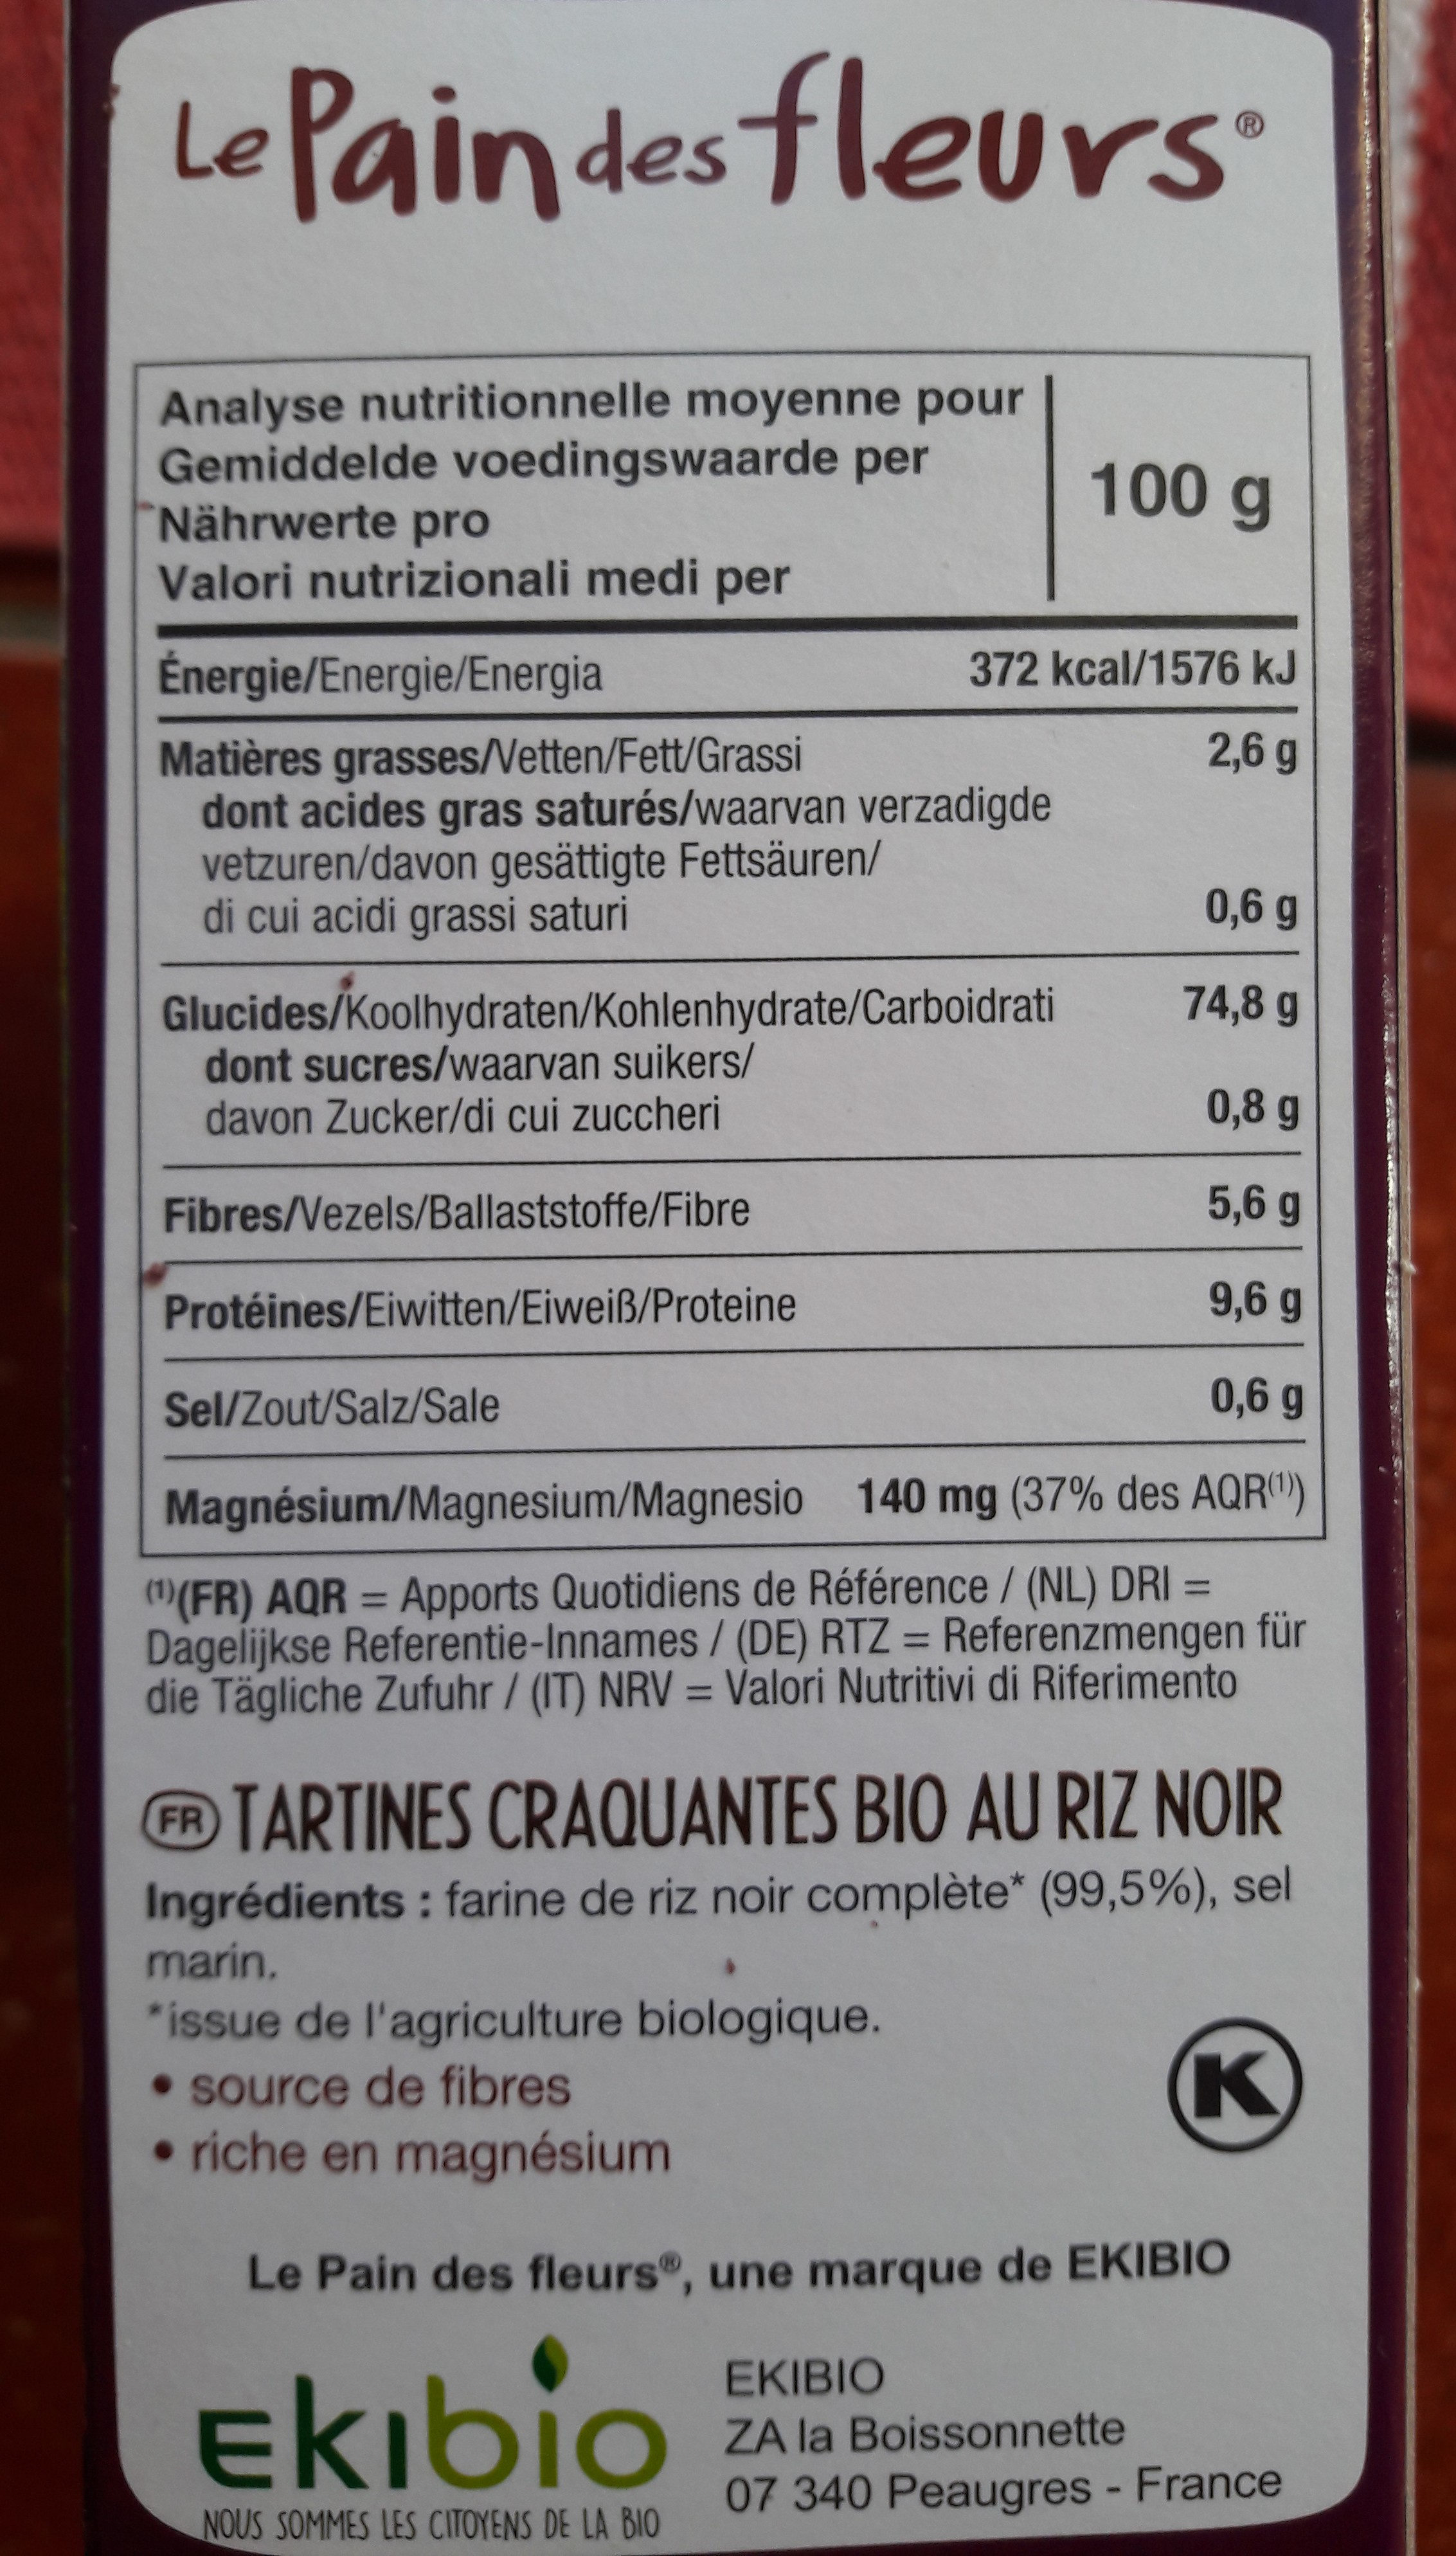 Le Pain des fleurs®
Analyse nutritionnelle moyenne pour
Gemiddelde voedingswaarde per
Nährwerte pro
Valori nutrizionali medi per
100 g
Énergie/Energie/Energia 372 kcal/1576 kJ
Matières grasses/Vetten/Fett/Grassi 2,6 g
dont acides gras saturés/waarvan verzadigde
vetzuren/davon gesättigte Fettsäuren/
di cui acidi grassi saturi 0,6 g
Glucides/Koolhydraten/Kohlenhydrate/Carboidrati 74,8 g
dont sucres/waarvan suikers/
davon Zucker/di cui zuccheri 0,8 g
Fibres/Vezels/Ballaststoffe/Fibre 5,6 g
Protéines/Eiwitten/Eiweiß/Proteine 9,6 g
Sel/Zout/Salz/Sale 0,6 g
Magnésium/Magnesium/Magnesio 140 mg (37% des AQR(1))
(1)(FR) AQR = Apports Quotidiens de Référence / (NL) DRI =
Dagelijkse Referentie-Innames / (DE) RTZ = Referenzmengen für
die Tägliche Zufuhr / (IT) NRV = Valori Nutritivi di Riferimento
FR TARTINES CRAQUANTES BIO AU RIZ NOIR
Ingrédients : farine de riz noir complète* (99,5%), sel
marin.
*issue de l'agriculture biologique.
• source de fibres
• riche en magnésium
K
Le Pain des fleurs®, une marque de EKIBIO
Ekibio
NOUS SOMMES LES CITOYENS DE LA BIO
EKIBIO
ZA la Boissonnette
07 340 Peaugres - France